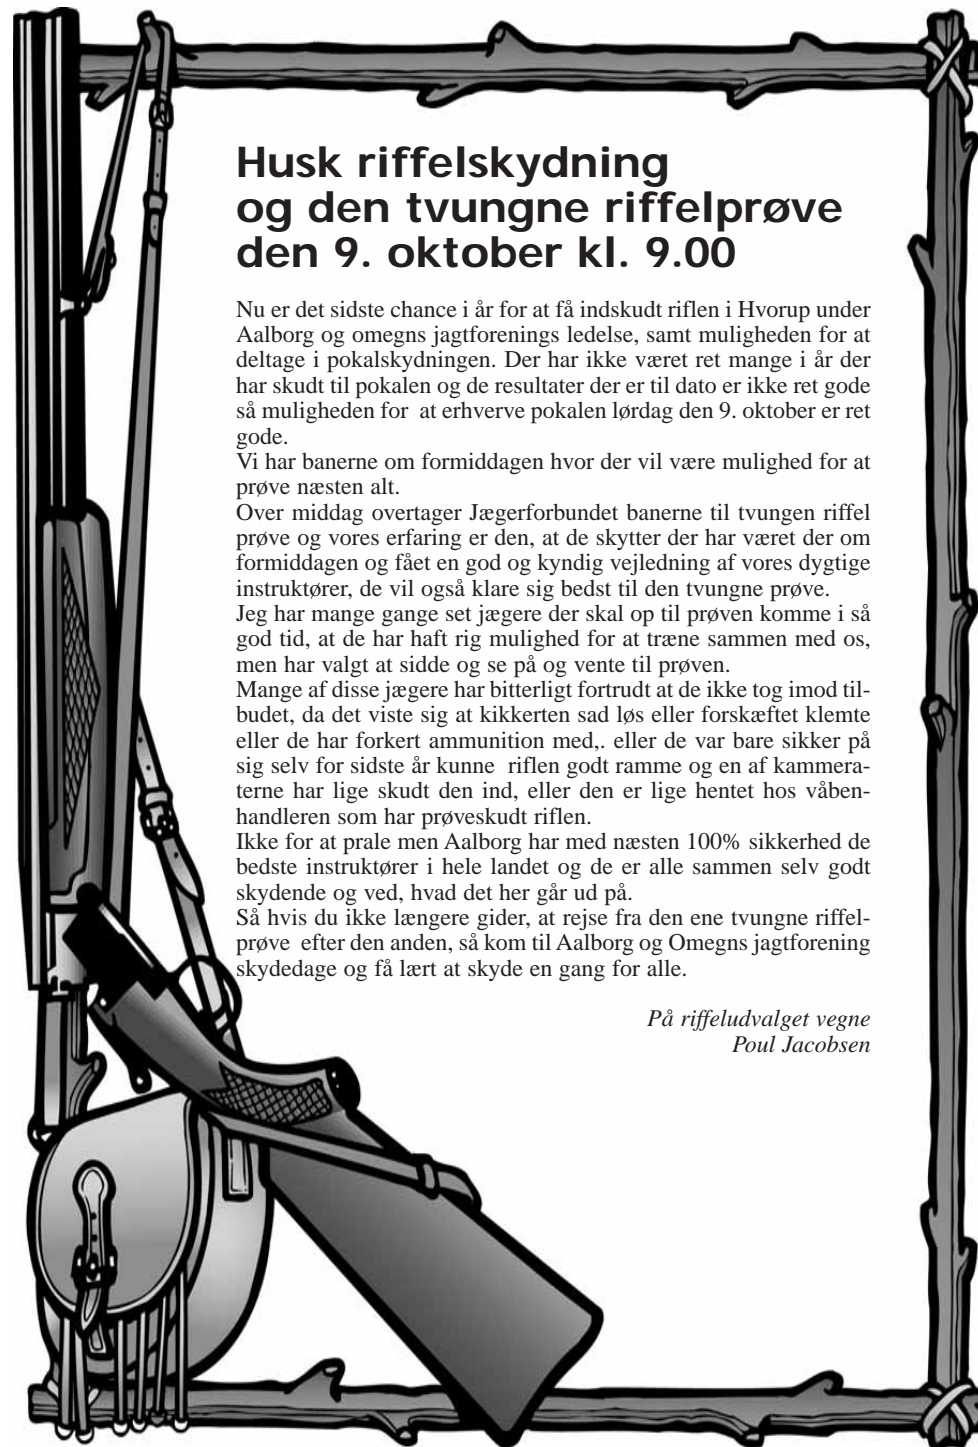 Husk riffelskydning
og den tvungne riffelprøve
den 9. oktober kl. 9.00
Nu er det sidste chance i år for at få indskudt riflen i Hvorup under
Aalborg og omegns jagtforenings ledelse, samt muligheden for at
deltage i pokalskydningen. Der har ikke været ret mange i år der
har skudt til pokalen og de resultater der er til dato er ikke ret gode
så muligheden for  at erhverve pokalen lørdag den 9. oktober er ret
gode.
Vi har banerne om formiddagen hvor der vil være mulighed for at
prøve næsten alt.
Over middag overtager Jægerforbundet banerne til tvungen riffel
prøve og vores erfaring er den, at de skytter der har været der om
formiddagen og fået en god og kyndig vejledning af vores dygtige
instruktører, de vil også klare sig bedst til den tvungne prøve.
Jeg har mange gange set jægere der skal op til prøven komme i så
god tid, at de har haft rig mulighed for at træne sammen med os,
men har valgt at sidde og se på og vente til prøven.
Mange af disse jægere har bitterligt fortrudt at de ikke tog imod til-
budet, da det viste sig at kikkerten sad løs eller forskæftet klemte
eller de har forkert ammunition med,. eller de var bare sikker på
sig selv for sidste år kunne  riflen godt ramme og en af kammera-
terne har lige skudt den ind, eller den er lige hentet hos våben-
handleren som har prøveskudt riflen.
Ikke for at prale men Aalborg har med næsten 100% sikkerhed de
bedste instruktører i hele landet og de er alle sammen selv godt
skydende og ved, hvad det her går ud på.
Så hvis du ikke længere gider, at rejse fra den ene tvungne riffel-
prøve  efter den anden, så kom til Aalborg og Omegns jagtforening
skydedage og få lært at skyde en gang for alle.
På riffeludvalget vegne
Poul Jacobsen